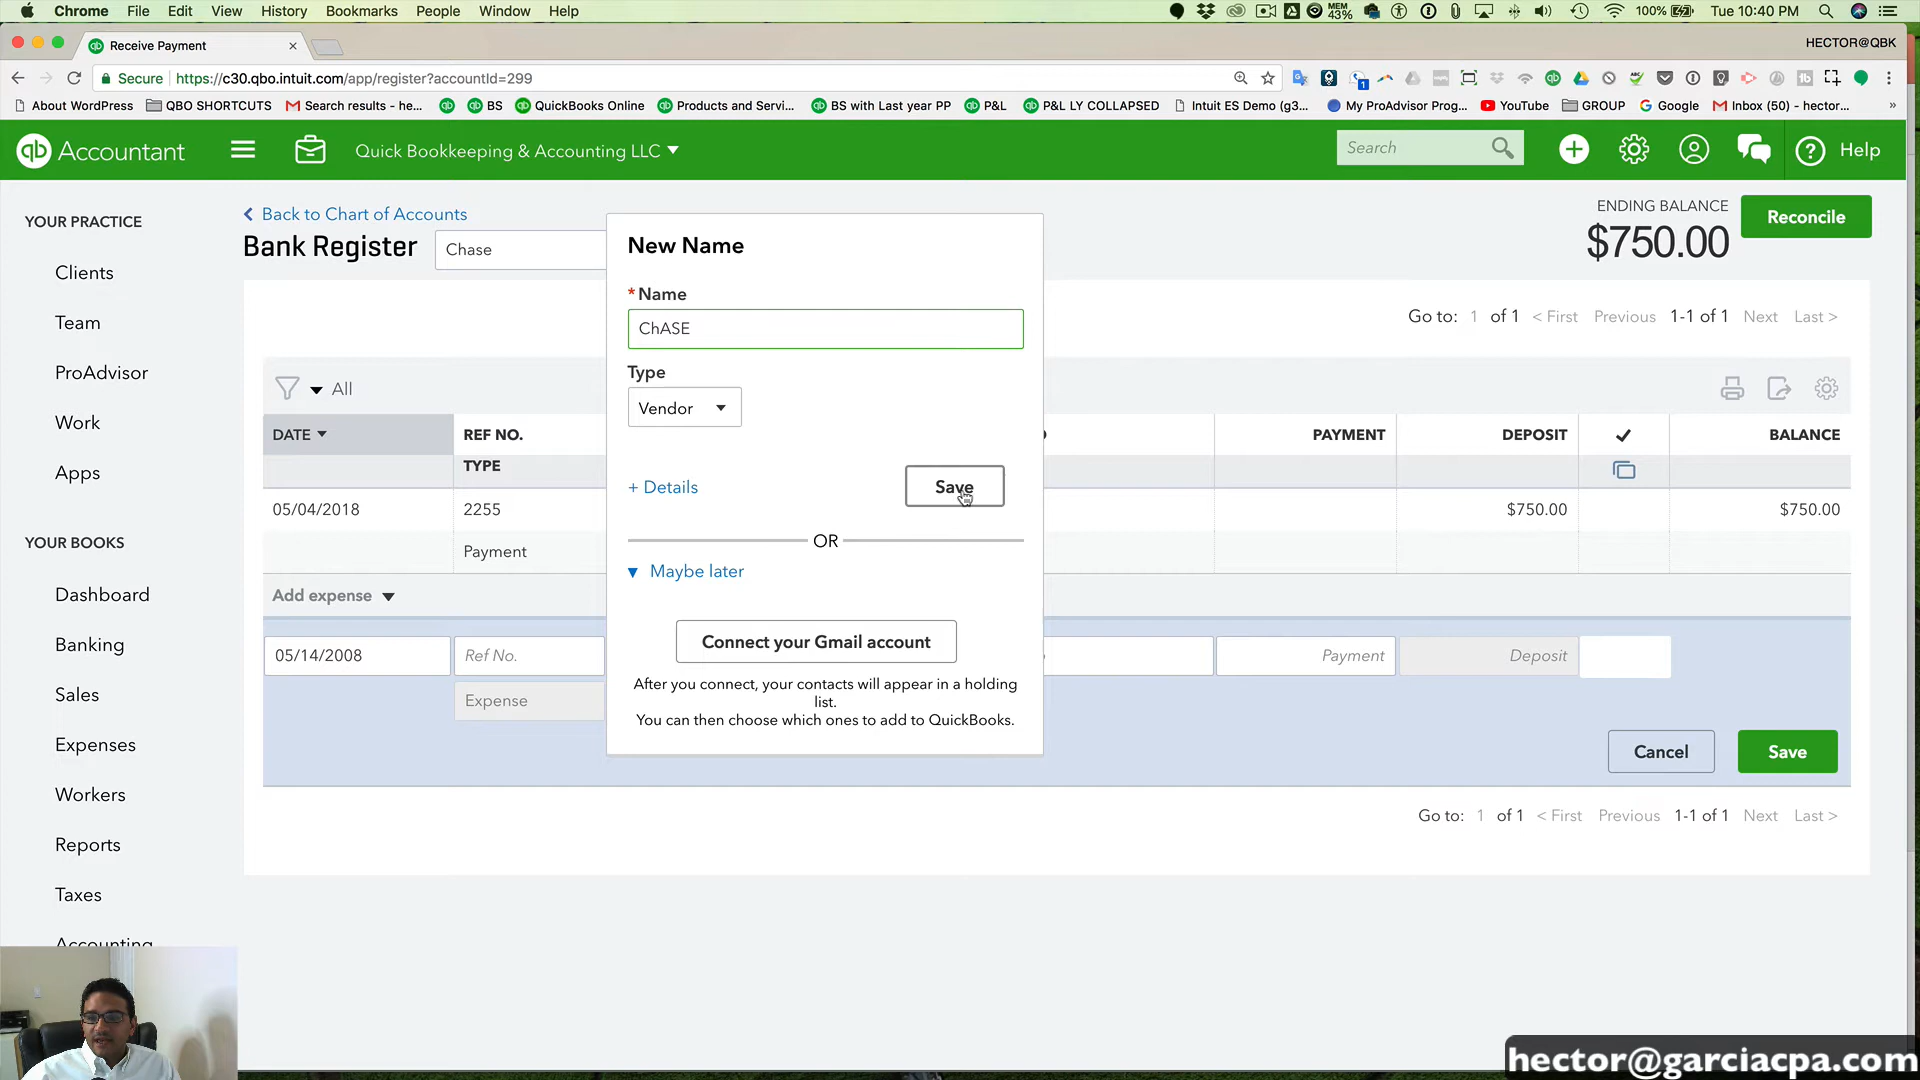 Chrome File Edit View History Bookmarks People Window Help MEM 43% 100% Tue 10:40 PM
Receive Payment HECTOR@QBK
Secure https://c30.qbo.intuit.com/app/register?accountId=299
About WordPress QBO SHORTCUTS Search results - he... BS QuickBooks Online Products and Servi... BS with Last year PP P&L P&L LY COLLAPSED Intuit ES Demo (g3... My ProAdvisor Prog... YouTube GROUP Google Inbox (50) - hector... »
qb Accountant Quick Bookkeeping & Accounting LLC Search Help
YOUR PRACTICE
Clients
Team
ProAdvisor
Work
Apps
YOUR BOOKS
Dashboard
Banking
Sales
Expenses
Workers
Reports
Taxes
Accounting
Back to Chart of Accounts
Bank Register Chase
ENDING BALANCE
$750.00
Reconcile
New Name
*Name
ChASE
Type
Vendor
+ Details Save
OR
Maybe later
Connect your Gmail account
After you connect, your contacts will appear in a holding
list.
You can then choose which ones to add to QuickBooks.
Go to: 1 of 1 < First Previous 1-1 of 1 Next Last >
All
DATE REF NO. PAYMENT DEPOSIT ✓ BALANCE
TYPE
05/04/2018 2255 $750.00 $750.00
Payment
Add expense
05/14/2008 Ref No. Payment Deposit
Expense
Cancel Save
Go to: 1 of 1 < First Previous 1-1 of 1 Next Last >
hector@garciacpa.com